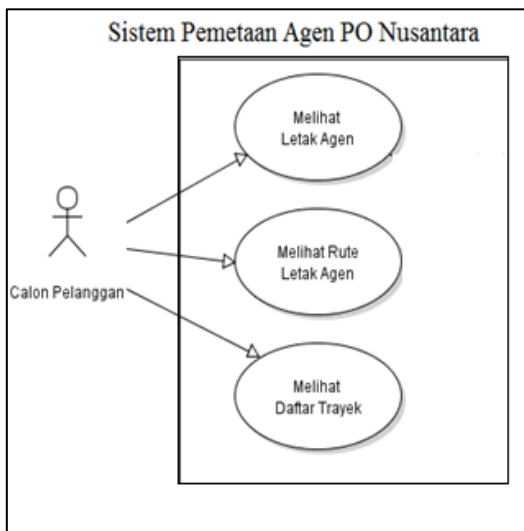 Sistem Pemetaan Agen PO Nusantara
Melihat
Letak Agen
Melihat Rute
Letak Agen
Calon Pelanggan
Melihat
Daftar Trayek